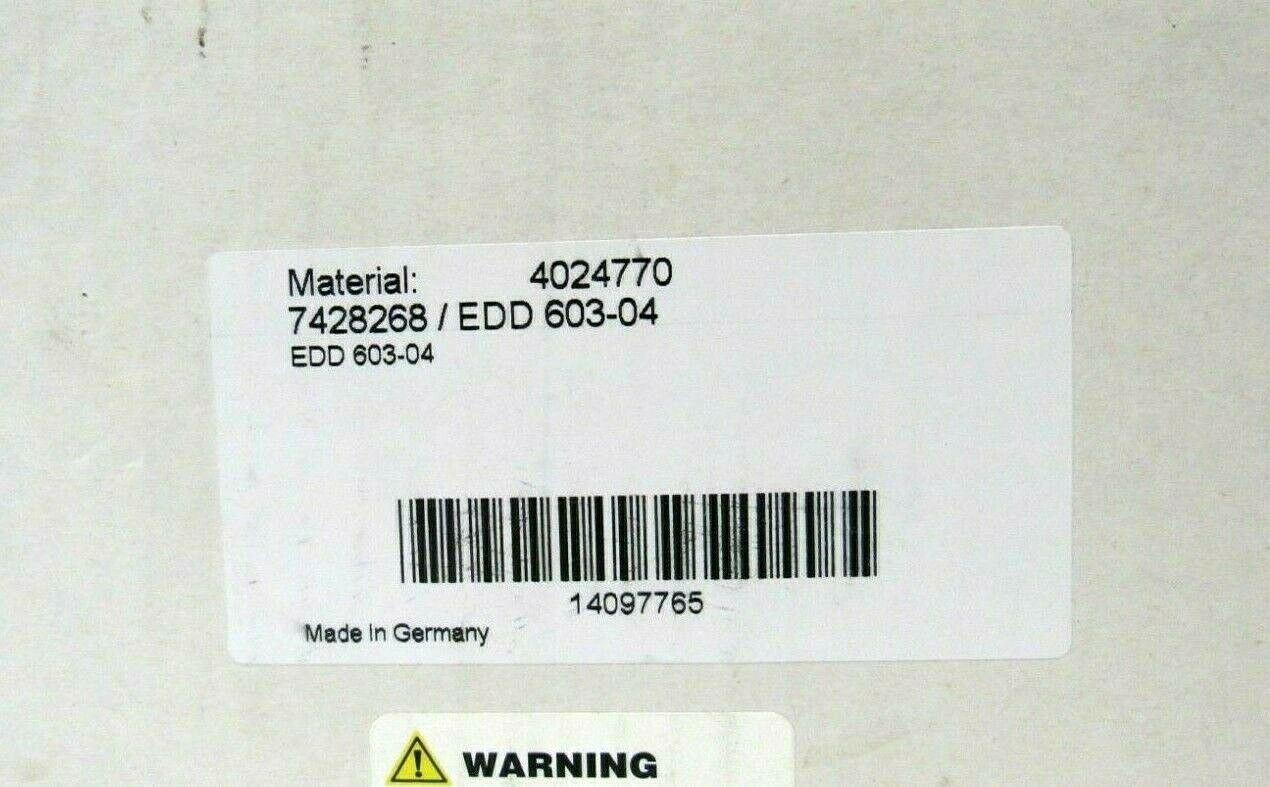 Material: 4024770
7428268 / EDD 603-04
EDD 603-04
14097765
Made In Germany
WARNING